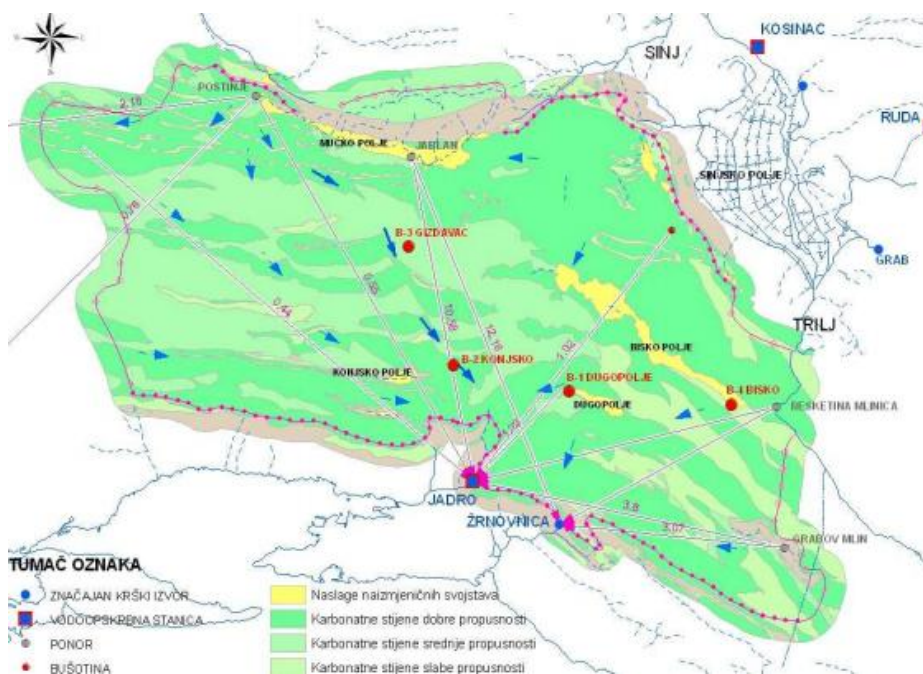 KOSINAC
SINJ
POSTINJE
2,18
RUDA
MUĆKO POLJE
JABLAN
SINJSKO POLJE
0,78
B-3 GIZDAVAC
GRAB
0,44
10,58
12,16
1,02
TRILJ
BISKO POLJE
B-2 KONJSKO
KONJSKO POLJE
B-1 DUGOPOLJE
B-4 BISKO
DUGOPOLJE
BESKETINA MLINICA
JADRO
ŽRNOVNICA
3,8
3,07
GRABOV MLIN
TUMAČ OZNAKA
ZNAČAJAN KRŠKI IZVOR
VODOOPSKRBNA STANICA
PONOR
BUŠOTINA
Naslage naizmjeničnih svojstava
Karbonatne stijene dobre propusnosti
Karbonatne stijene srednje propusnosti
Karbonatne stijene slabe propusnosti